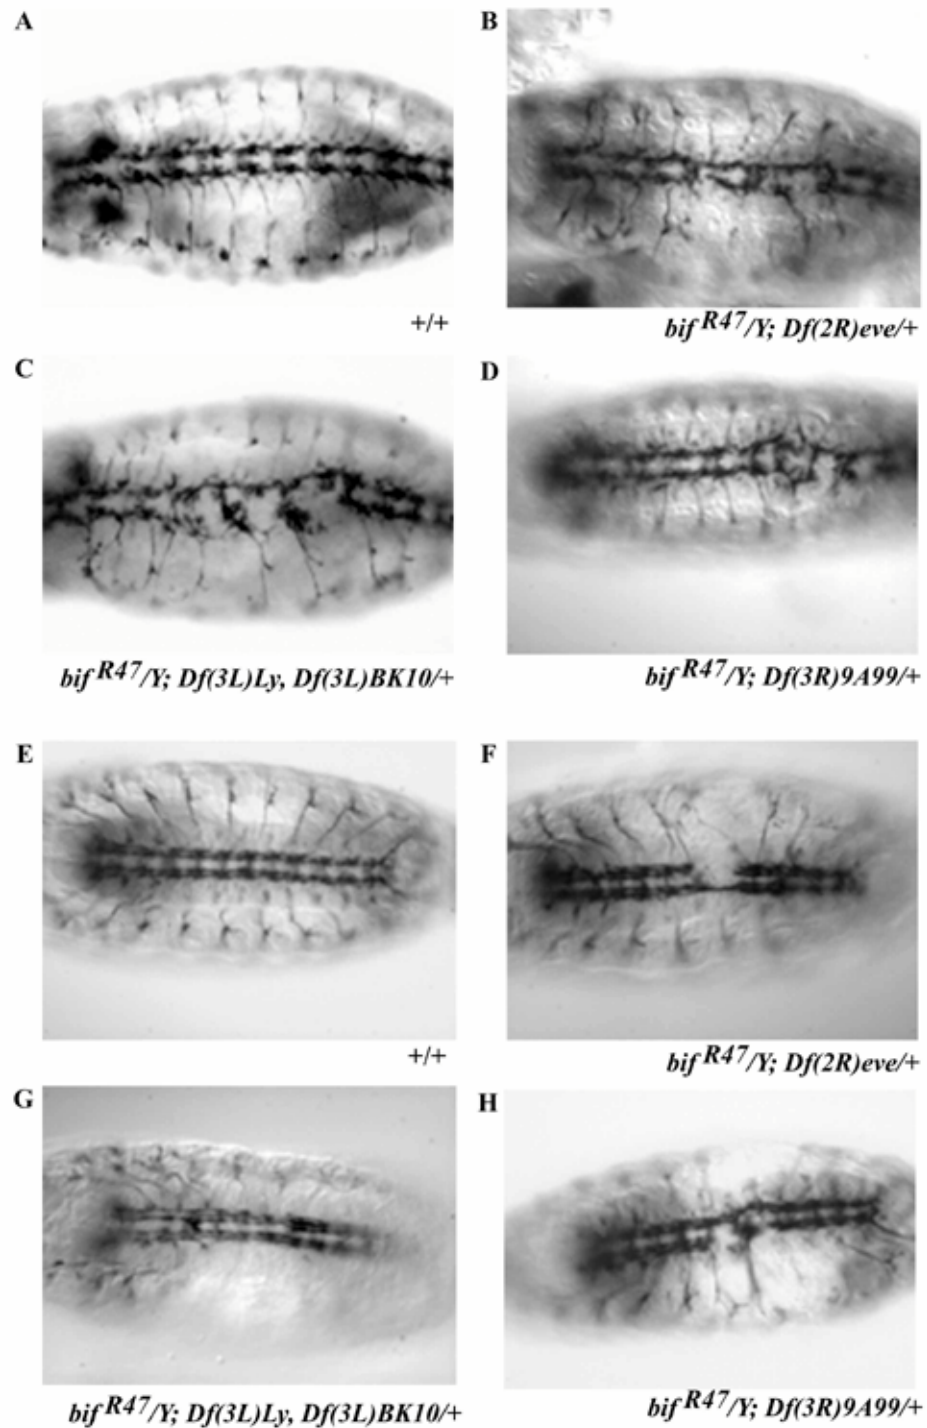 A
B
+/+
bif R47/Y; Df(2R)eve/+
C
D
bif R47/Y; Df(3L)Ly, Df(3L)BK10/+
bif R47/Y; Df(3R)9A99/+
E
F
+/+
bif R47/Y; Df(2R)eve/+
G
H
bif R47/Y; Df(3L)Ly, Df(3L)BK10/+
bif R47/Y; Df(3R)9A99/+